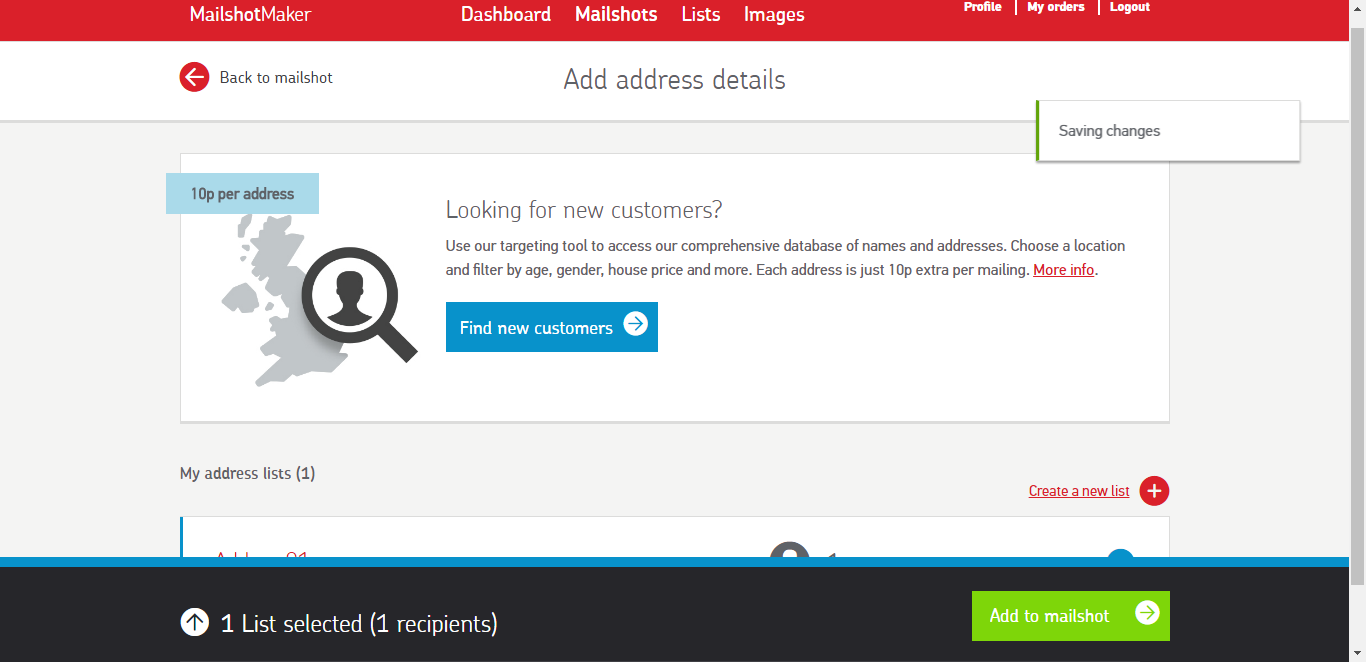 MailshotMaker
Dashboard Mailshots Lists Images
Profile My orders Logout
Back to mailshot
Add address details
Saving changes
10p per address
Looking for new customers?
Use our targeting tool to access our comprehensive database of names and addresses. Choose a location
and filter by age, gender, house price and more. Each address is just 10p extra per mailing. More info.
Find new customers
My address lists (1)
Create a new list
1 List selected (1 recipients)
Add to mailshot